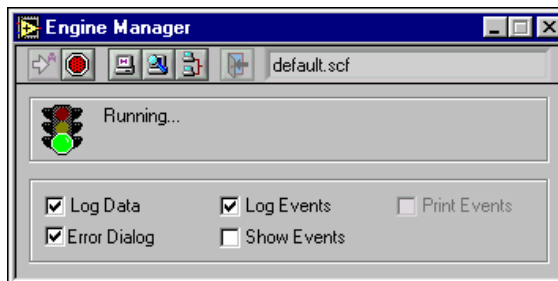 Engine Manager
default.scf
Running...
Log Data
Log Events
Print Events
Error Dialog
Show Events